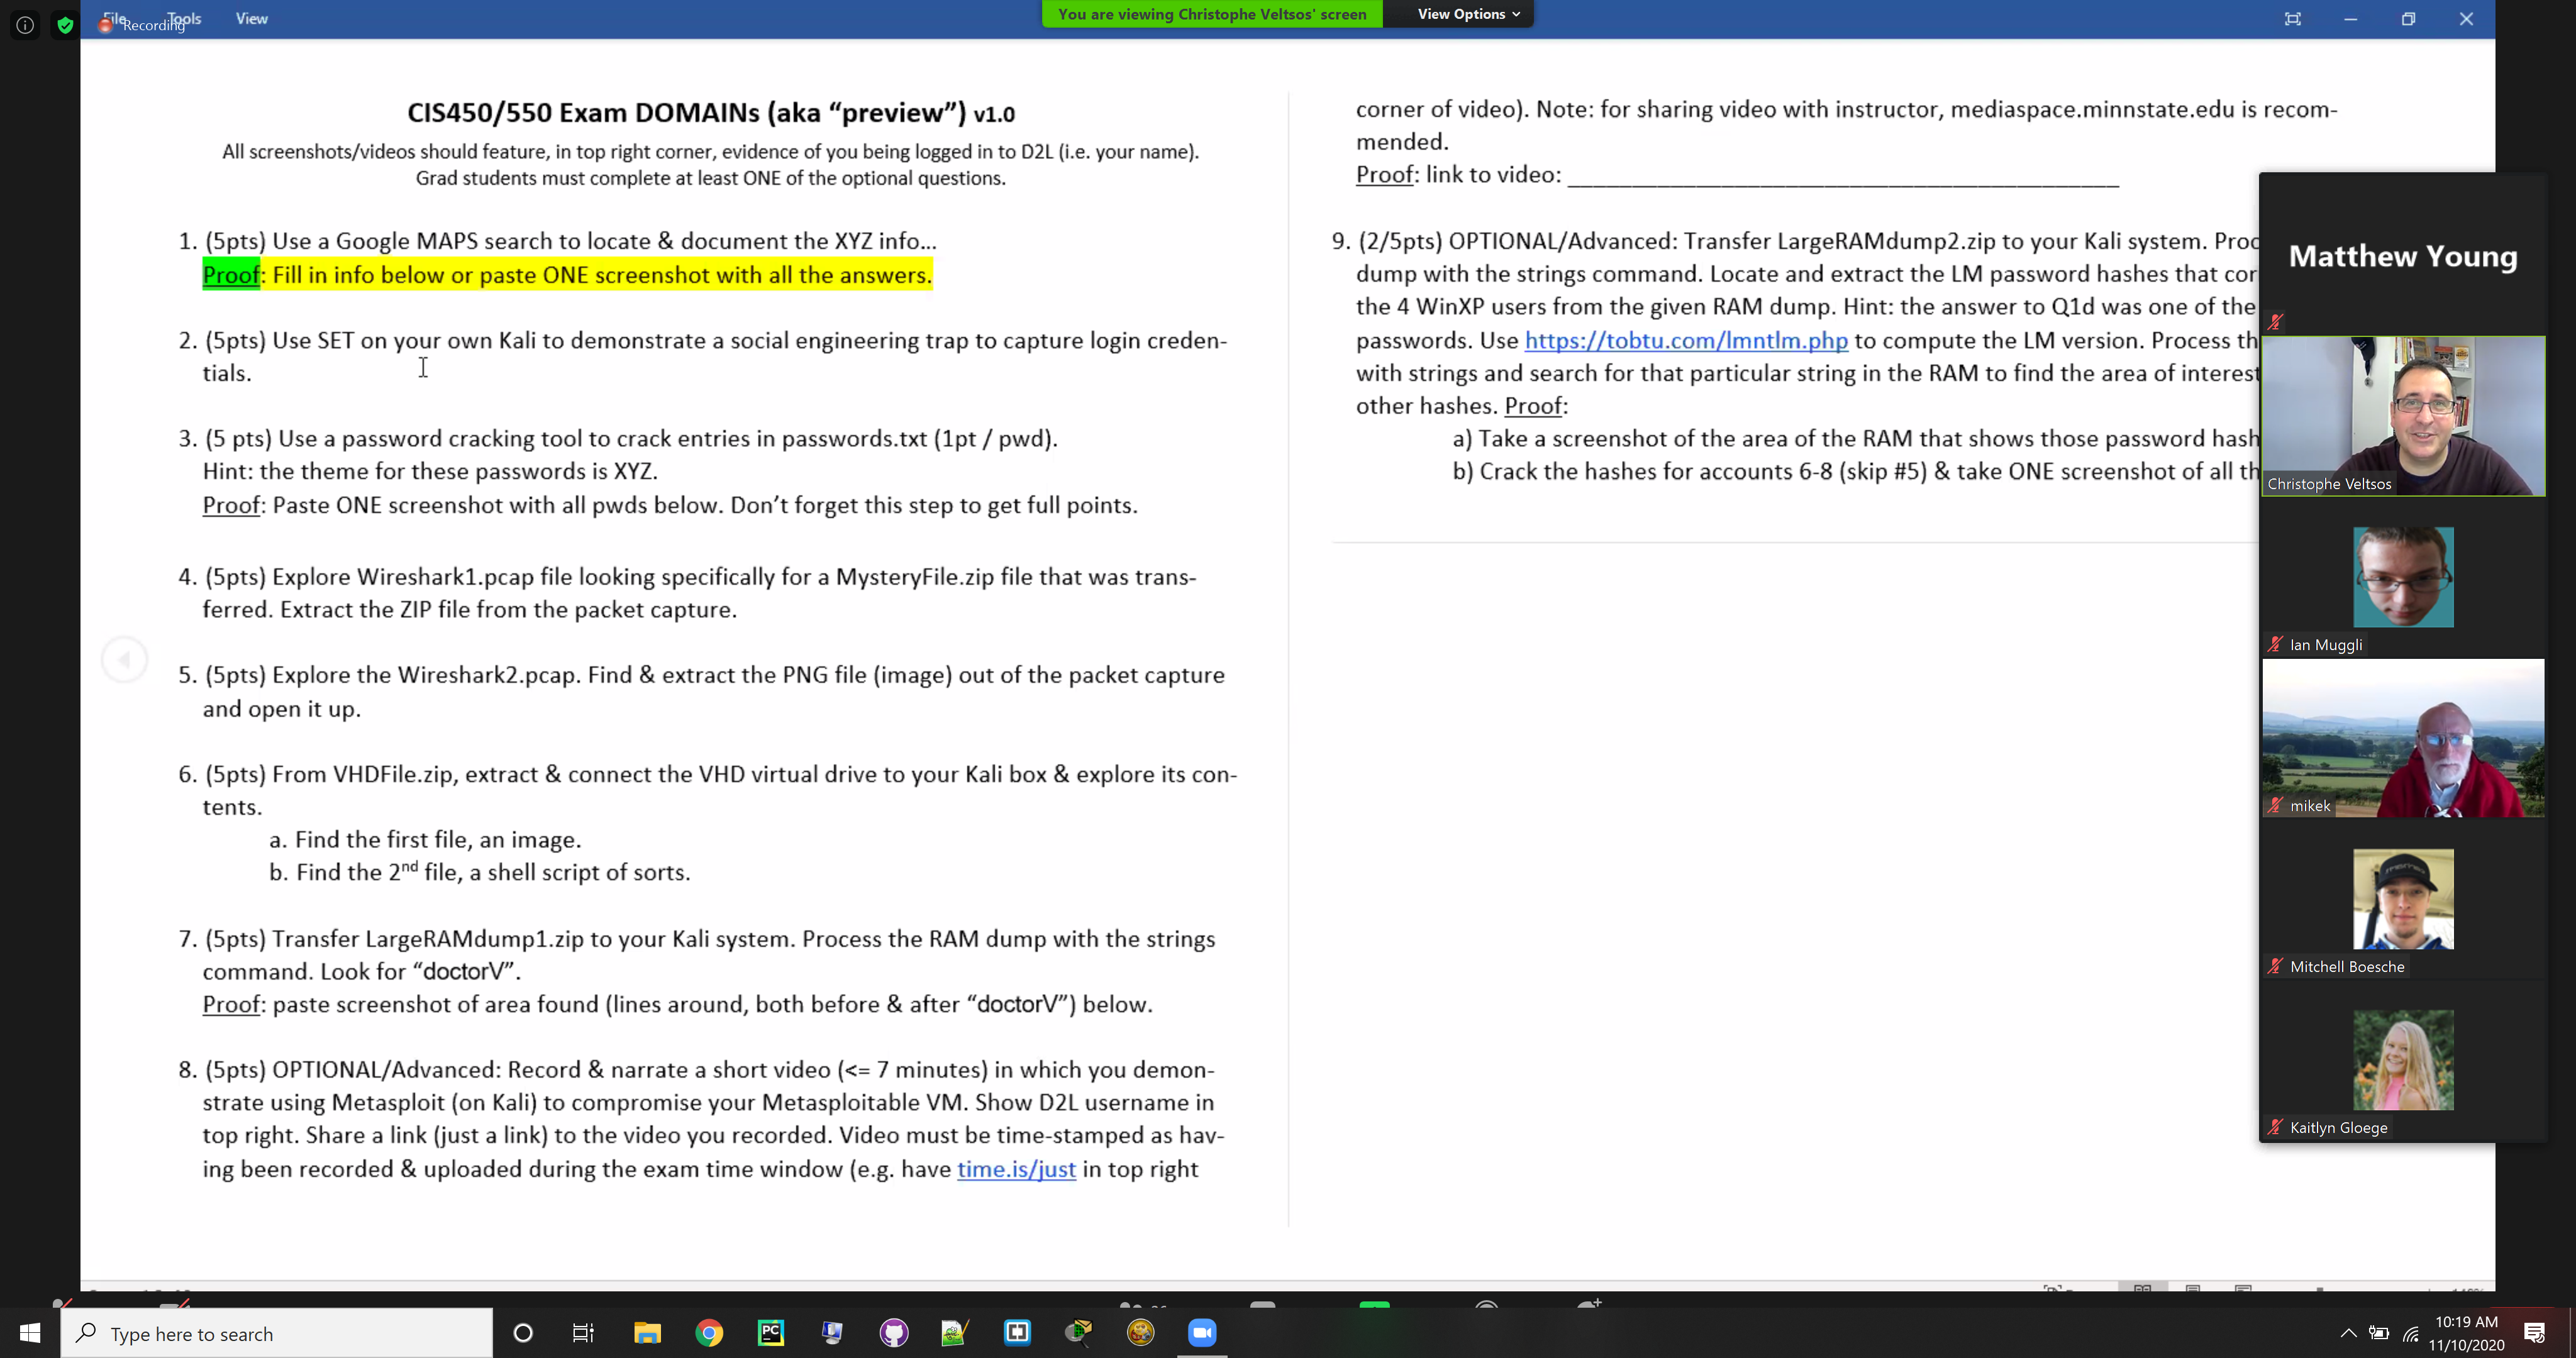 File Tools View
Recording
You are viewing Christophe Veltsos' screen
View Options
CIS450/550 Exam DOMAINs (aka “preview”) v1.0
All screenshots/videos should feature, in top right corner, evidence of you being logged in to D2L (i.e. your name).
Grad students must complete at least ONE of the optional questions.
1. (5pts) Use a Google MAPS search to locate & document the XYZ info...
Proof: Fill in info below or paste ONE screenshot with all the answers.
2. (5pts) Use SET on your own Kali to demonstrate a social engineering trap to capture login creden-
tials.
3. (5 pts) Use a password cracking tool to crack entries in passwords.txt (1pt / pwd).
Hint: the theme for these passwords is XYZ.
Proof: Paste ONE screenshot with all pwds below. Don’t forget this step to get full points.
4. (5pts) Explore Wireshark1.pcap file looking specifically for a MysteryFile.zip file that was trans-
ferred. Extract the ZIP file from the packet capture.
5. (5pts) Explore the Wireshark2.pcap. Find & extract the PNG file (image) out of the packet capture
and open it up.
6. (5pts) From VHDFile.zip, extract & connect the VHD virtual drive to your Kali box & explore its con-
tents.
a. Find the first file, an image.
b. Find the 2nd file, a shell script of sorts.
7. (5pts) Transfer LargeRAMdump1.zip to your Kali system. Process the RAM dump with the strings
command. Look for “doctorV”.
Proof: paste screenshot of area found (lines around, both before & after “doctorV”) below.
8. (5pts) OPTIONAL/Advanced: Record & narrate a short video (<= 7 minutes) in which you demon-
strate using Metasploit (on Kali) to compromise your Metasploitable VM. Show D2L username in
top right. Share a link (just a link) to the video you recorded. Video must be time-stamped as hav-
ing been recorded & uploaded during the exam time window (e.g. have time.is/just in top right
corner of video). Note: for sharing video with instructor, mediaspace.minnstate.edu is recom-
mended.
Proof: link to video: ____________________
9. (2/5pts) OPTIONAL/Advanced: Transfer LargeRAMdump2.zip to your Kali system. Proc
dump with the strings command. Locate and extract the LM password hashes that cor
the 4 WinXP users from the given RAM dump. Hint: the answer to Q1d was one of the
passwords. Use https://tobtu.com/lmntlm.php to compute the LM version. Process th
with strings and search for that particular string in the RAM to find the area of interest
other hashes. Proof:
a) Take a screenshot of the area of the RAM that shows those password hash
b) Crack the hashes for accounts 6-8 (skip #5) & take ONE screenshot of all th
Matthew Young
Christophe Veltsos
Ian Muggli
mikek
Mitchell Boesche
Kaitlyn Gloege
Type here to search
PC
10:19 AM
11/10/2020